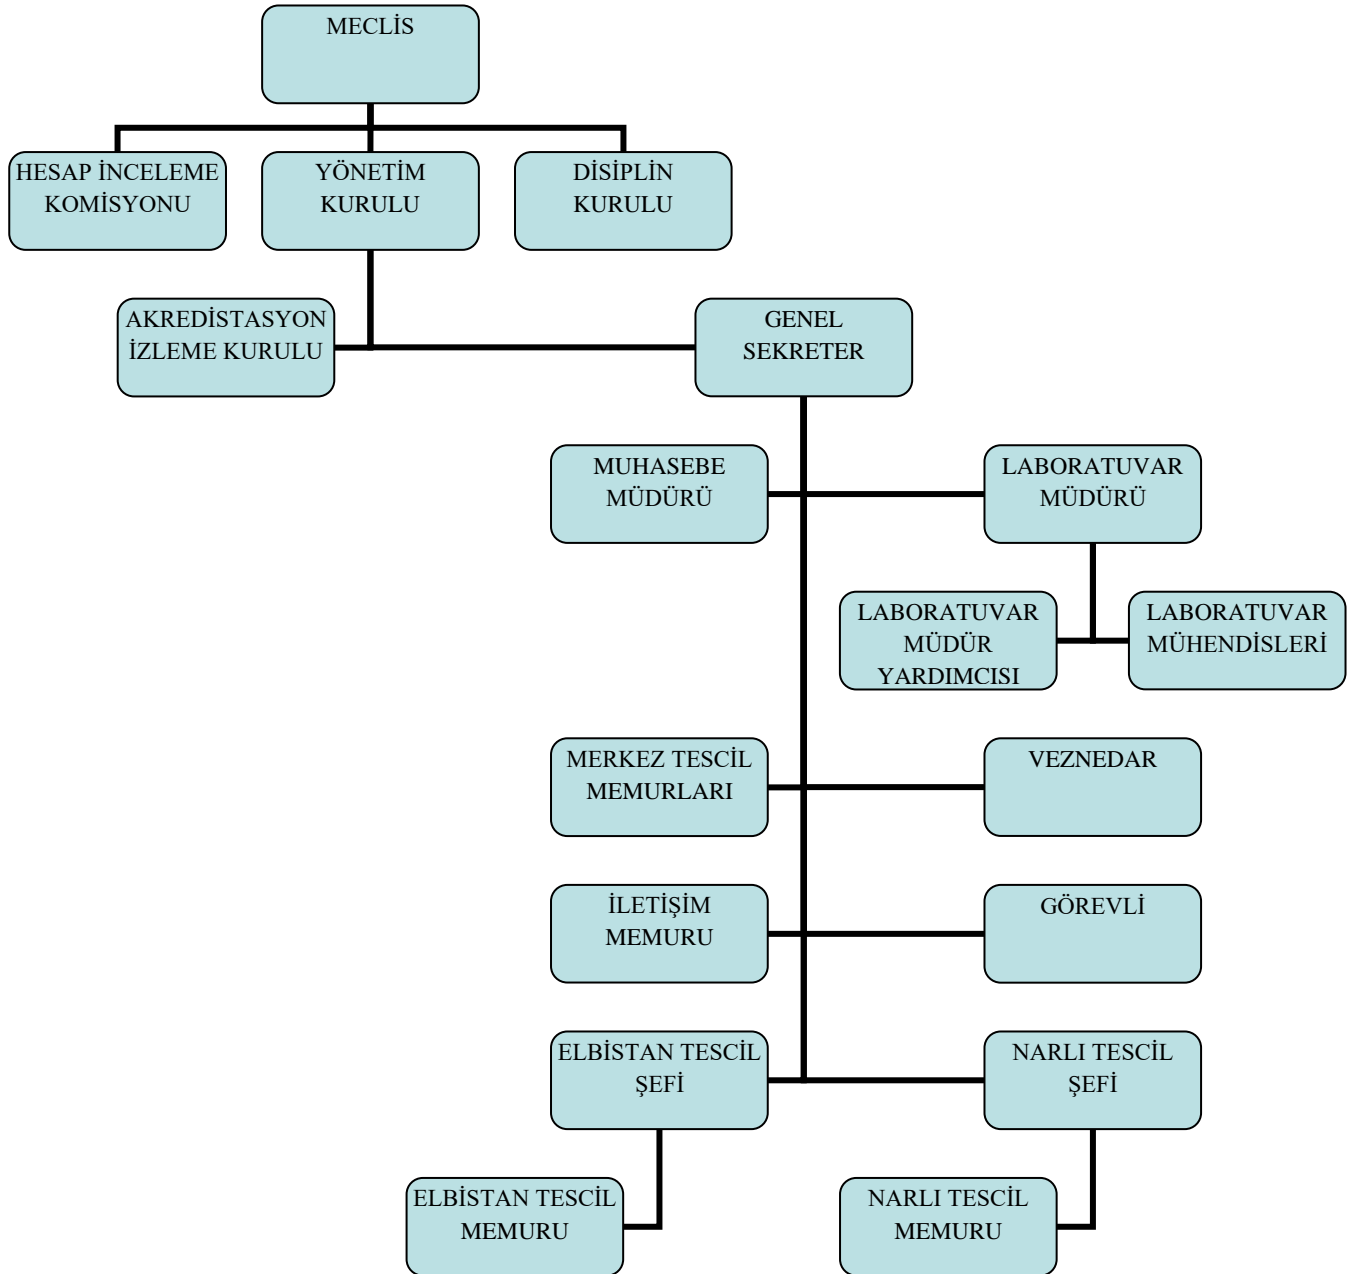 MECLİS
HESAP İNCELEME
KOMİSYONU
YÖNETİM
KURULU
DISİPLİN
KURULU
AKREDİSTASYON
İZLEME KURULU
GENEL
SEKRETER
MUHASEBE
MÜDÜRÜ
LABORATUVAR
MÜDÜRÜ
LABORATUVAR
MÜDÜR
YARDIMCISI
LABORATUVAR
MÜHENDİSLERİ
MERKEZ TESCİL
MEMURLARI
VEZNEDAR
İLETİŞİM
MEMURU
GÖREVLİ
ELBİSTAN TESCİL
ŞEFİ
NARLI TESCİL
ŞEFİ
ELBİSTAN TESCİL
MEMURU
NARLI TESCİL
MEMURU